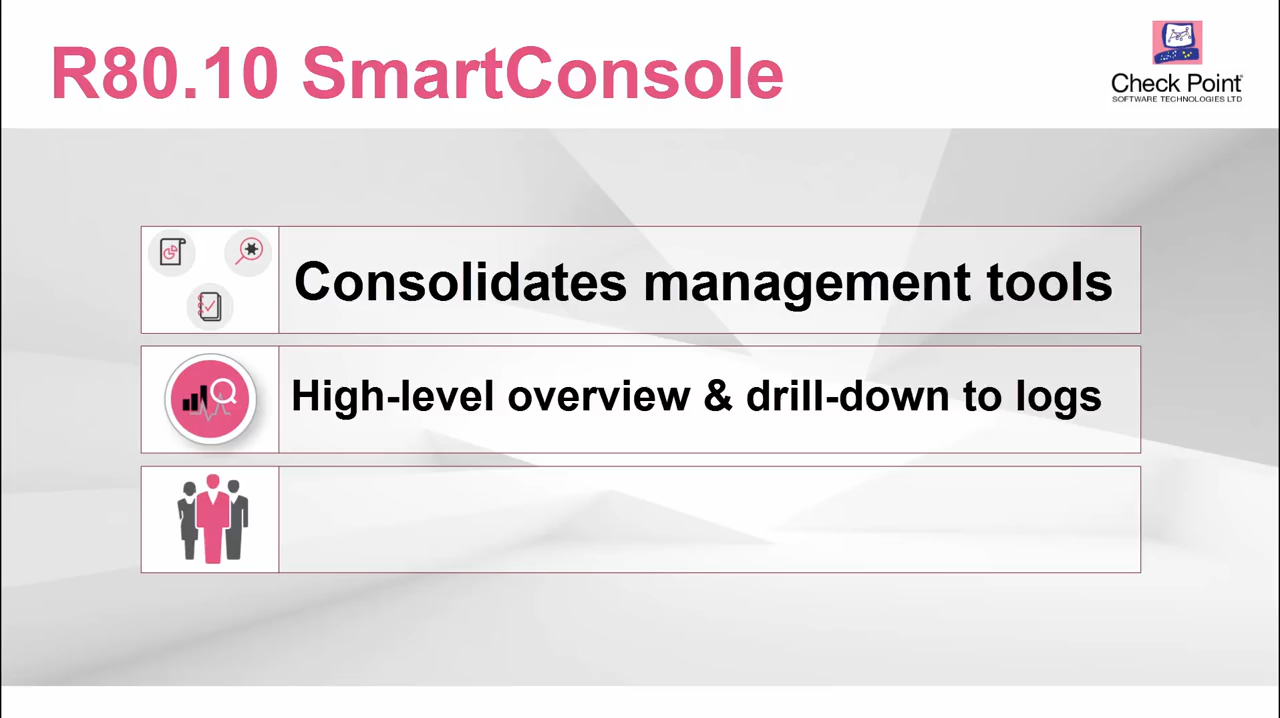 R80.10 SmartConsole
Check Point
SOFTWARE TECHNOLOGIES LTD
Consolidates management tools
High-level overview & drill-down to logs